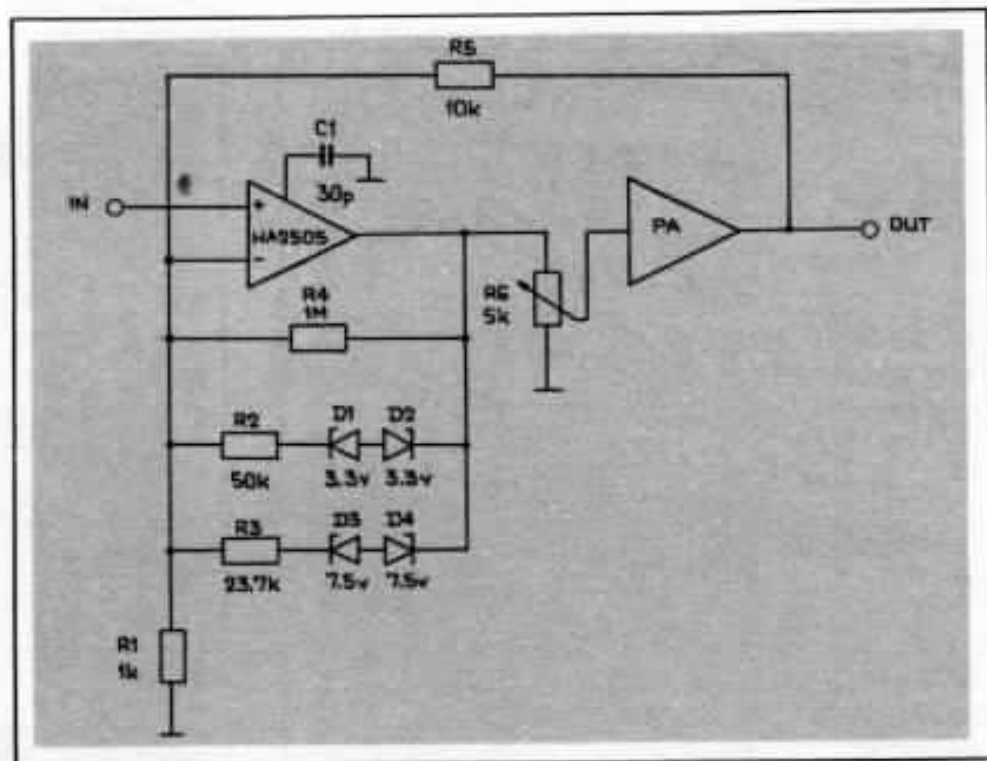 R5
10k
C1
30p
IN
+
HA2505
−
PA
OUT
R4
1M
R6
5k
R2
D1
D2
50k
3.3v
3.3v
R3
D3
D4
23.7k
7.5v
7.5v
R1
1k